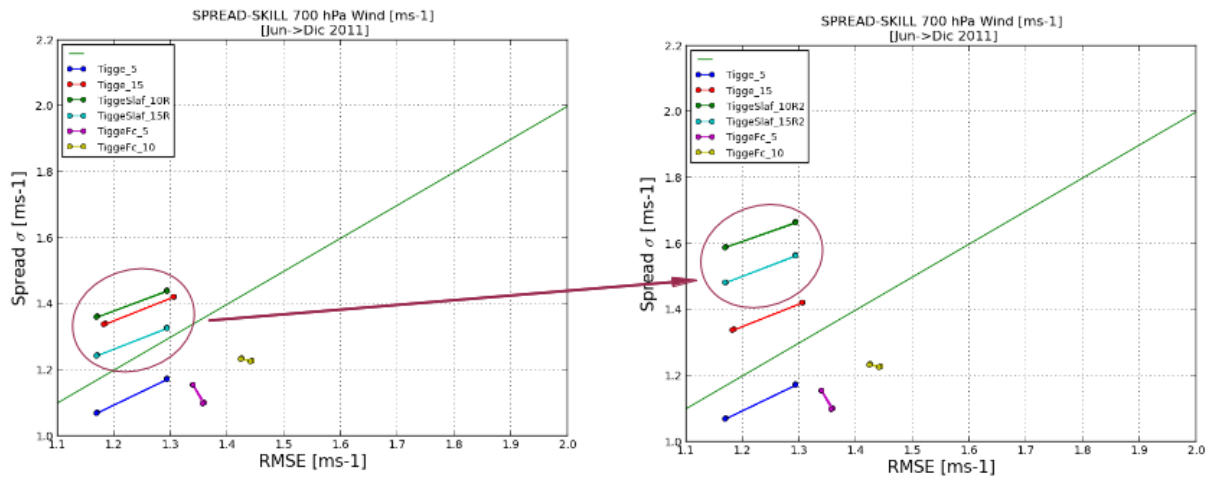 SPREAD-SKILL 700 hPa Wind [ms-1]
[Jun->Dic 2011]
2.2
2.0
1.8
1.6
1.4
1.2
1.0
Spread σ [ms-1]
Tigge_5
Tigge_15
TiggeSlaf_10R
TiggeSlaf_15R
TiggeFc_5
TiggeFc_10
1.1 1.2 1.3 1.4 1.5 1.6 1.7 1.8 1.9 2.0
RMSE [ms-1]
SPREAD-SKILL 700 hPa Wind [ms-1]
[Jun->Dic 2011]
2.2
2.0
1.8
1.6
1.4
1.2
1.0
Spread σ [ms-1]
Tigge_5
Tigge_15
TiggeSlaf_10R2
TiggeSlaf_15R2
TiggeFc_5
TiggeFc_10
1.1 1.2 1.3 1.4 1.5 1.6 1.7 1.8 1.9 2.0
RMSE [ms-1]